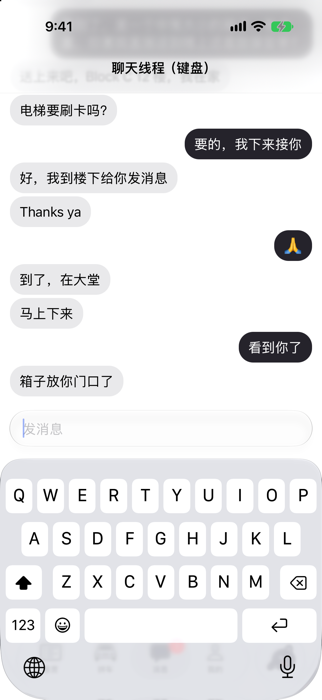 9:41
聊天线程（键盘）
电梯要刷卡吗？
要的，我下来接你
好，我到楼下给你发消息
Thanks ya
🙏
到了，在大堂
马上下来
看到你了
箱子放你门口了
发消息
Q W E R T Y U I O P
A S D F G H J K L
Z X C V B N M
123